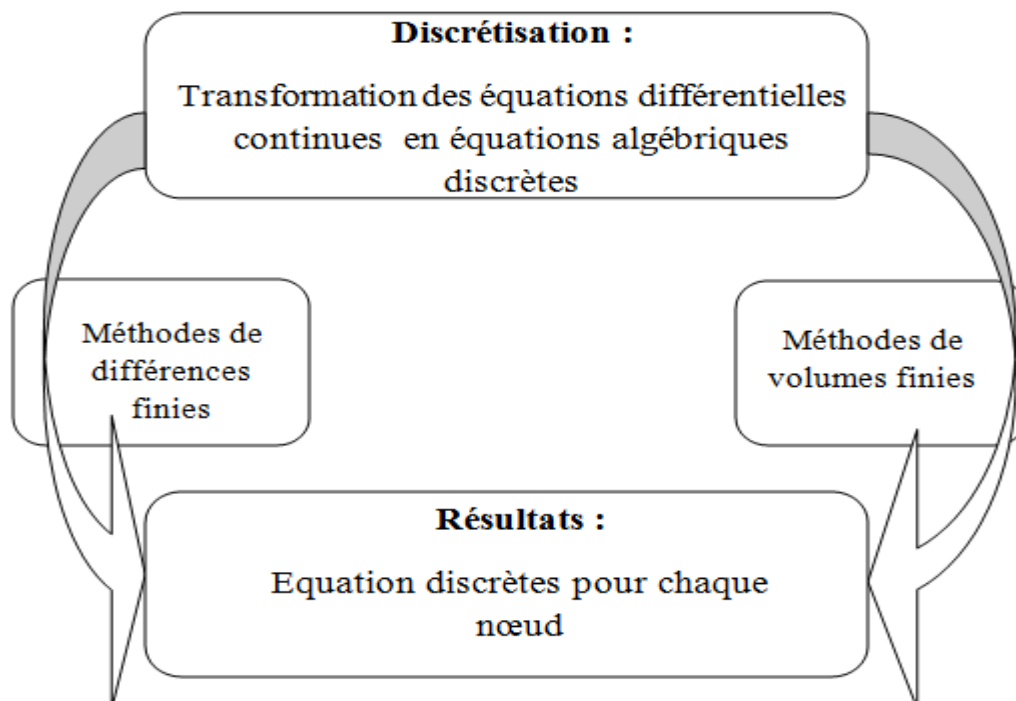 Discrétisation :
Transformation des équations différentielles
continues en équations algébriques
discrètes
Méthodes de
différences
finies
Méthodes de
volumes finies
Résultats :
Equation discrètes pour chaque
nœud